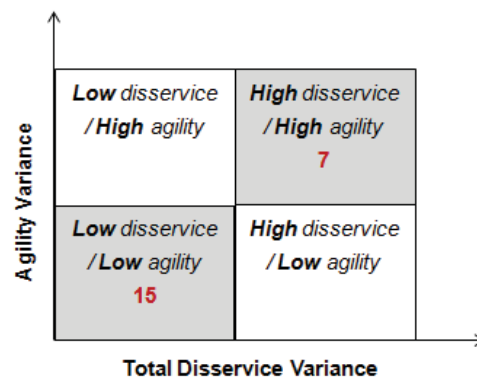 Agility Variance
Low disservice
/ High agility
High disservice
/ High agility
7
Low disservice
/ Low agility
15
High disservice
/ Low agility
Total Disservice Variance